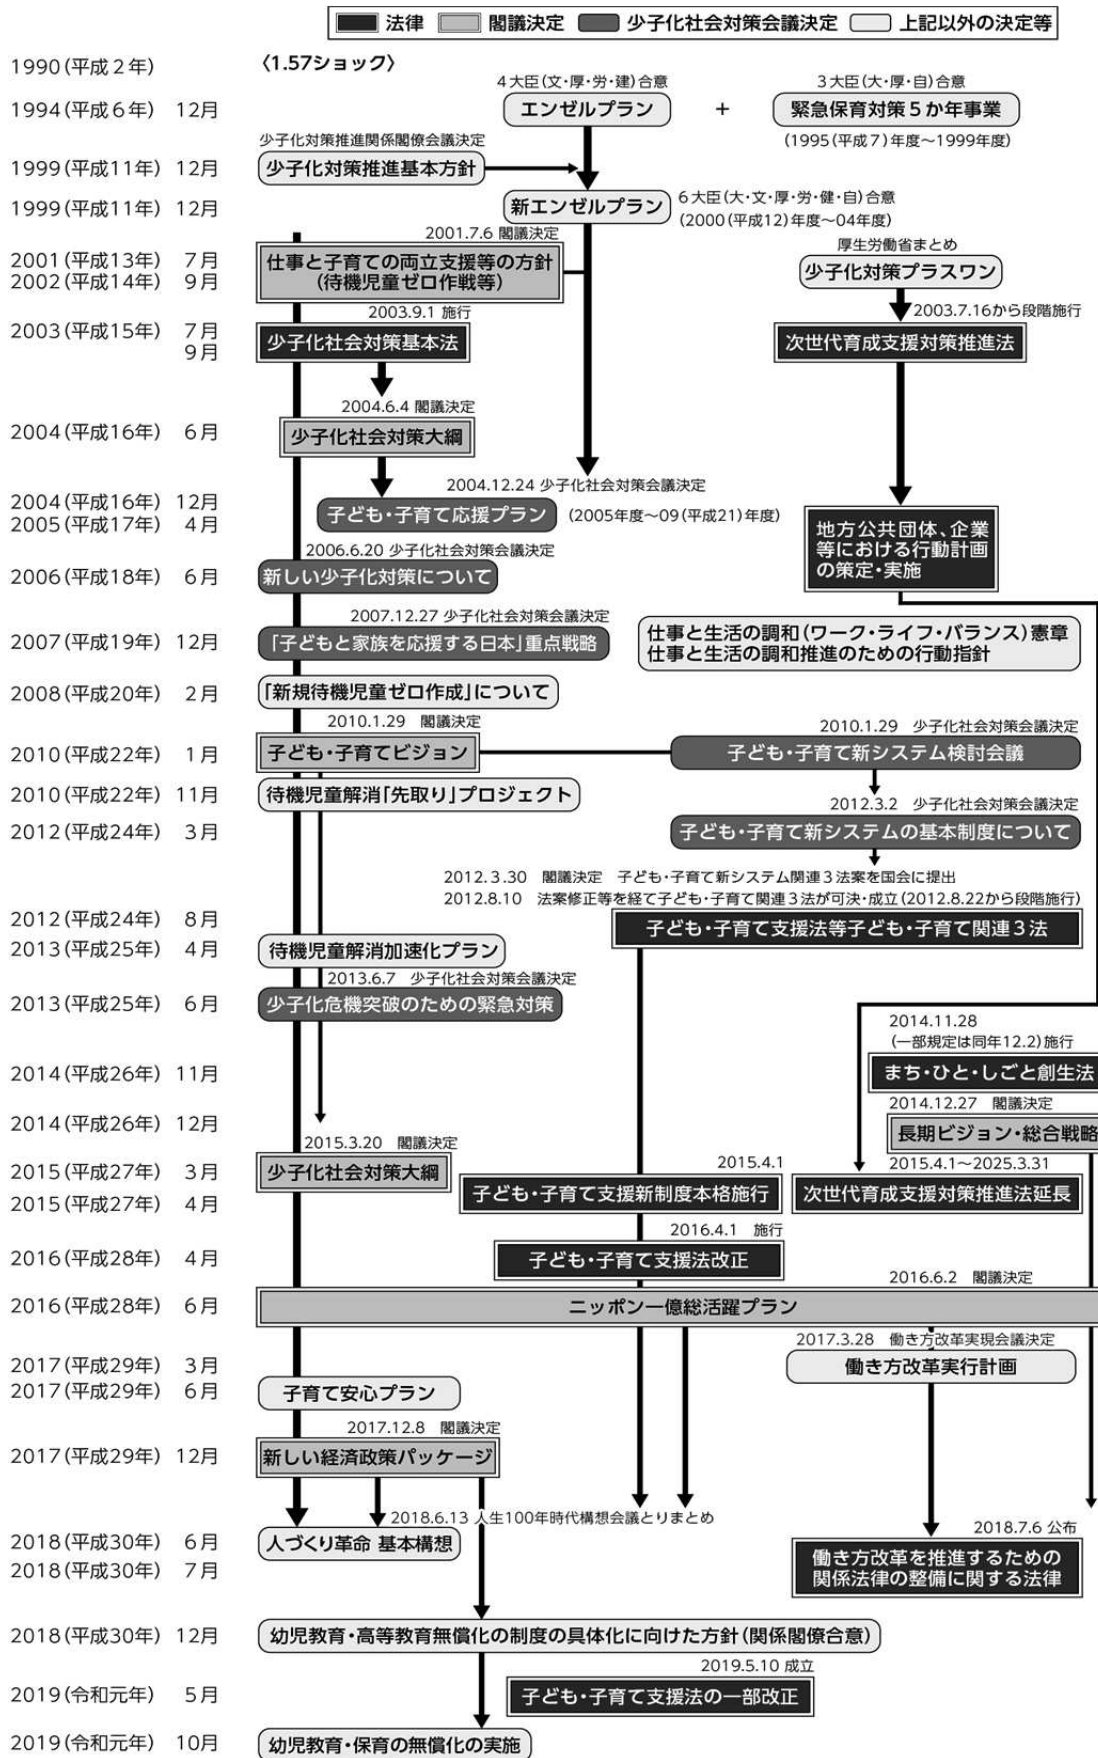 法律 閣議決定 少子化社会対策会議決定 上記以外の決定等
1990(平成2年) 〈1.57ショック〉
4大臣(文・厚・労・建)合意 3大臣(大・厚・自)合意
1994(平成6年) 12月 エンゼルプラン + 緊急保育対策5か年事業
(1995(平成7)年度〜1999年度)
少子化対策推進関係閣僚会議決定
1999(平成11年) 12月 少子化対策推進基本方針
1999(平成11年) 12月 新エンゼルプラン 6大臣(大・文・厚・労・健・自)合意
(2000(平成12)年度〜04年度)
2001.7.6 閣議決定
厚生労働省まとめ
2001(平成13年) 7月 仕事と子育ての両立支援等の方針
2002(平成14年) 9月 (待機児童ゼロ作戦等) 少子化対策プラスワン
2003.9.1 施行 2003.7.16から段階施行
2003(平成15年) 7月 少子化社会対策基本法 次世代育成支援対策推進法
9月
2004.6.4 閣議決定
2004(平成16年) 6月 少子化社会対策大綱
2004.12.24 少子化社会対策会議決定
2004(平成16年) 12月 子ども・子育て応援プラン (2005年度〜09(平成21)年度)
2005(平成17年) 4月
地方公共団体、企業
等における行動計画
の策定・実施
2006.6.20 少子化社会対策会議決定
2006(平成18年) 6月 新しい少子化対策について
2007.12.27 少子化社会対策会議決定
2007(平成19年) 12月 「子どもと家族を応援する日本」重点戦略
仕事と生活の調和(ワーク・ライフ・バランス)憲章
仕事と生活の調和推進のための行動指針
2008(平成20年) 2月 「新規待機児童ゼロ作成」について
2010.1.29 閣議決定 2010.1.29 少子化社会対策会議決定
2010(平成22年) 1月 子ども・子育てビジョン 子ども・子育て新システム検討会議
2010(平成22年) 11月 待機児童解消「先取り」プロジェクト
2012.3.2 少子化社会対策会議決定
2012(平成24年) 3月 子ども・子育て新システムの基本制度について
2012.3.30 閣議決定 子ども・子育て新システム関連3法案を国会に提出
2012.8.10 法案修正等を経て子ども・子育て関連3法が可決・成立(2012.8.22から段階施行)
2012(平成24年) 8月 子ども・子育て支援法等子ども・子育て関連3法
2013(平成25年) 4月 待機児童解消加速化プラン
2013.6.7 少子化社会対策会議決定
2013(平成25年) 6月 少子化危機突破のための緊急対策
2014.11.28
(一部規定は同年12.2)施行
2014(平成26年) 11月 まち・ひと・しごと創生法
2014.12.27 閣議決定
2014(平成26年) 12月 長期ビジョン・総合戦略
2015.3.20 閣議決定
2015(平成27年) 3月 少子化社会対策大綱
2015.4.1 2015.4.1〜2025.3.31
2015(平成27年) 4月 子ども・子育て支援新制度本格施行 次世代育成支援対策推進法延長
2016.4.1 施行
2016(平成28年) 4月 子ども・子育て支援法改正
2016.6.2 閣議決定
2016(平成28年) 6月 ニッポン一億総活躍プラン
2017.3.28 働き方改革実現会議決定
2017(平成29年) 3月 働き方改革実行計画
2017(平成29年) 6月 子育て安心プラン
2017.12.8 閣議決定
2017(平成29年) 12月 新しい経済政策パッケージ
2018.6.13 人生100年時代構想会議とりまとめ
2018(平成30年) 6月 人づくり革命 基本構想
2018.7.6 公布
2018(平成30年) 7月 働き方改革を推進するための
関係法律の整備に関する法律
2018(平成30年) 12月 幼児教育・高等教育無償化の制度の具体化に向けた方針(関係閣僚合意)
2019.5.10 成立
2019(令和元年) 5月 子ども・子育て支援法の一部改正
2019(令和元年) 10月 幼児教育・保育の無償化の実施